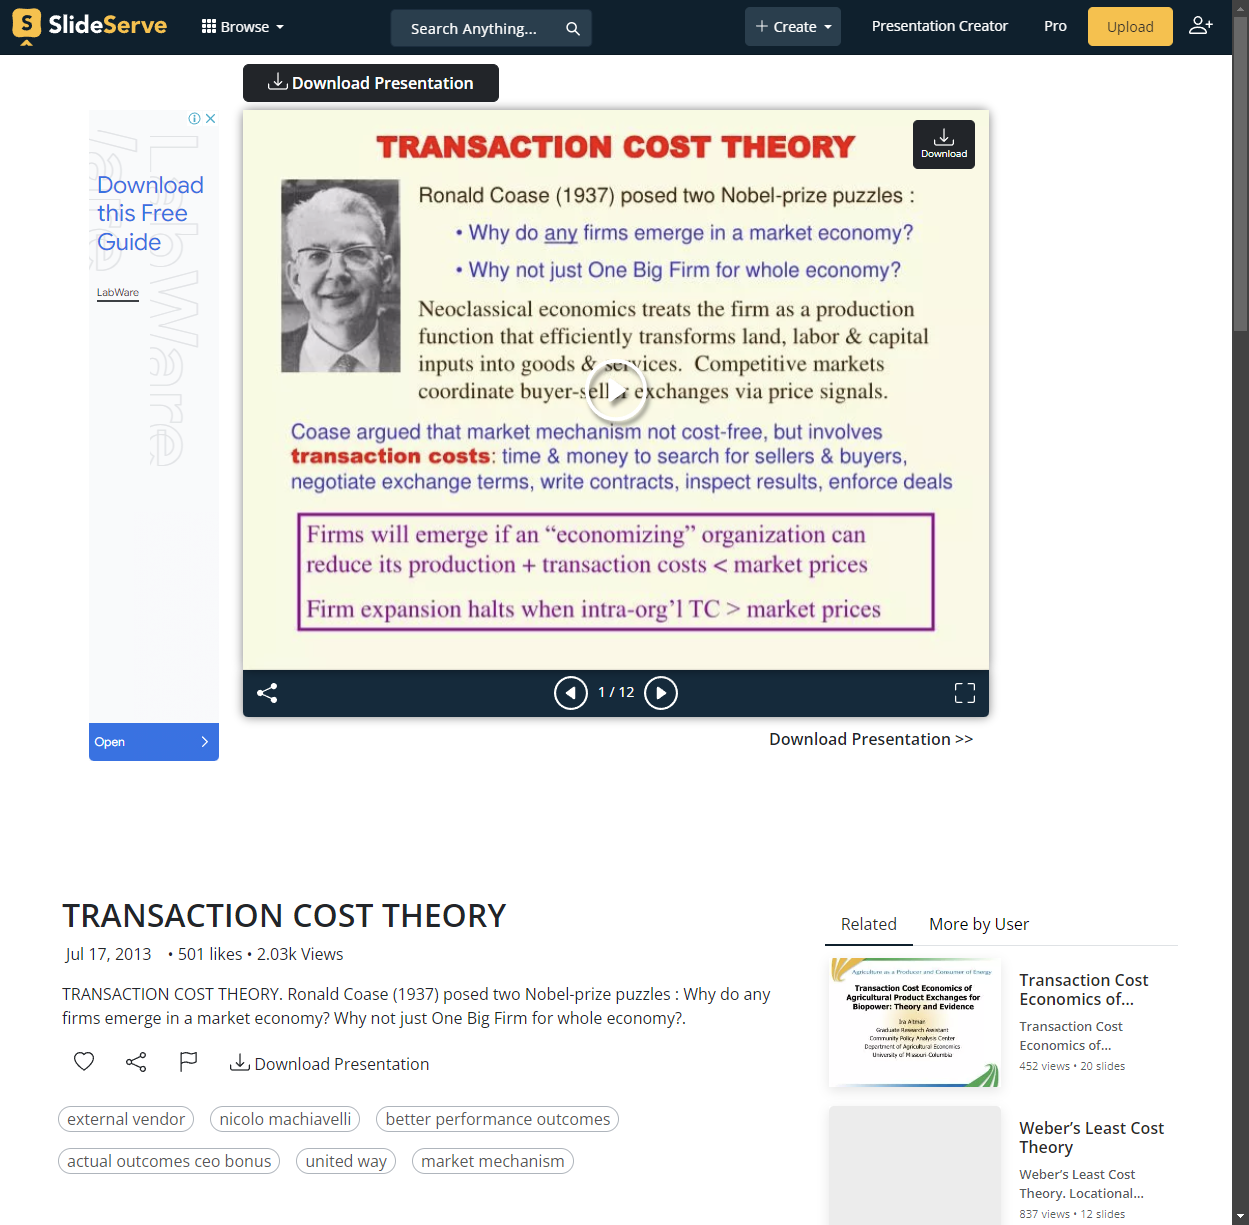 SlideServe
Browse
Search Anything...
Create
Presentation Creator
Pro
Upload
Download Presentation
Download
this Free
Guide
LabWare
LabWare
Open
TRANSACTION COST THEORY
Download
Ronald Coase (1937) posed two Nobel-prize puzzles :
• Why do any firms emerge in a market economy?
• Why not just One Big Firm for whole economy?
Neoclassical economics treats the firm as a production
function that efficiently transforms land, labor & capital
inputs into goods & services. Competitive markets
coordinate buyer-seller exchanges via price signals.
Coase argued that market mechanism not cost-free, but involves
transaction costs: time & money to search for sellers & buyers,
negotiate exchange terms, write contracts, inspect results, enforce deals
Firms will emerge if an “economizing” organization can
reduce its production + transaction costs < market prices
Firm expansion halts when intra-org’l TC > market prices
1 / 12
Download Presentation >>
TRANSACTION COST THEORY
Jul 17, 2013 • 501 likes • 2.03k Views
TRANSACTION COST THEORY. Ronald Coase (1937) posed two Nobel-prize puzzles : Why do any
firms emerge in a market economy? Why not just One Big Firm for whole economy?.
Download Presentation
external vendor
nicolo machiavelli
better performance outcomes
actual outcomes ceo bonus
united way
market mechanism
Related
More by User
Agriculture as a Producer and Consumer of Energy
Transaction Cost Economics of
Agricultural Product Exchanges for
Biopower: Theory and Evidence
Ira Altman
Graduate Research Assistant
Community Policy Analysis Center
Department of Agricultural Economics
University of Missouri-Columbia
Transaction Cost
Economics of...
Transaction Cost
Economics of...
452 views • 20 slides
Weber’s Least Cost
Theory
Weber’s Least Cost
Theory. Locational...
837 views • 12 slides